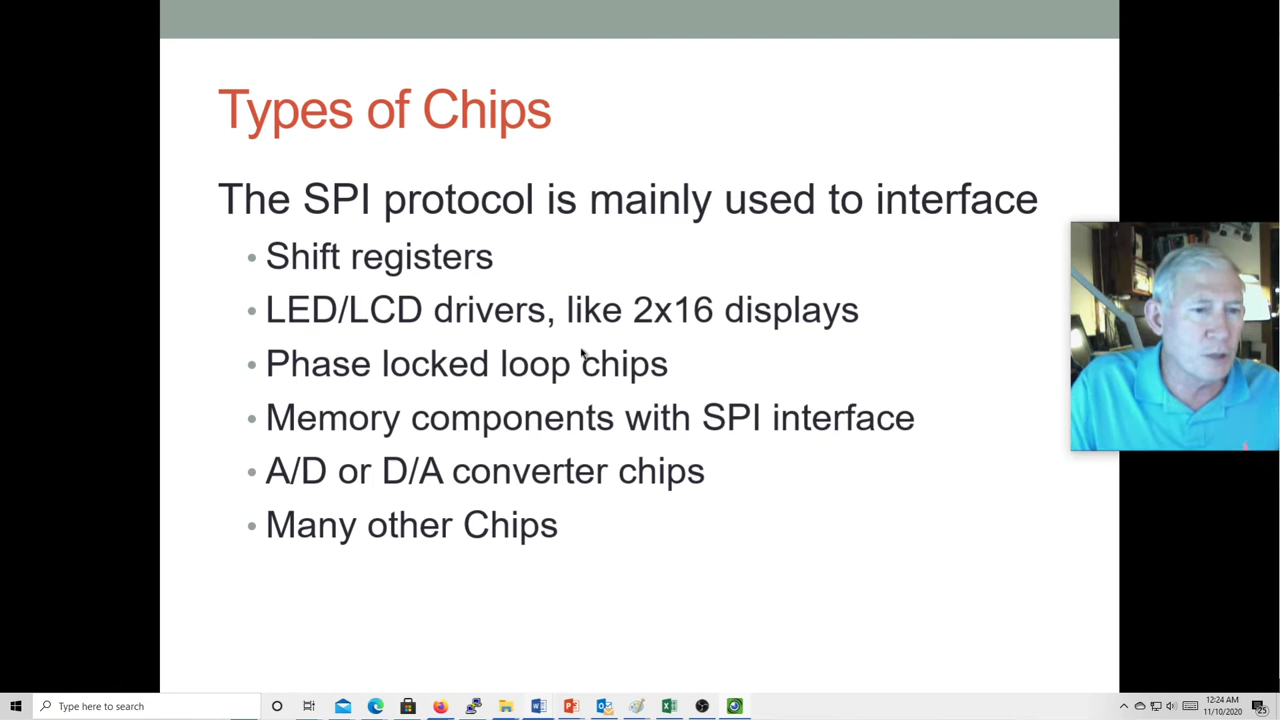 Types of Chips
The SPI protocol is mainly used to interface
• Shift registers
• LED/LCD drivers, like 2x16 displays
• Phase locked loop chips
• Memory components with SPI interface
• A/D or D/A converter chips
• Many other Chips
Type here to search
12:24 AM
11/10/2020
25